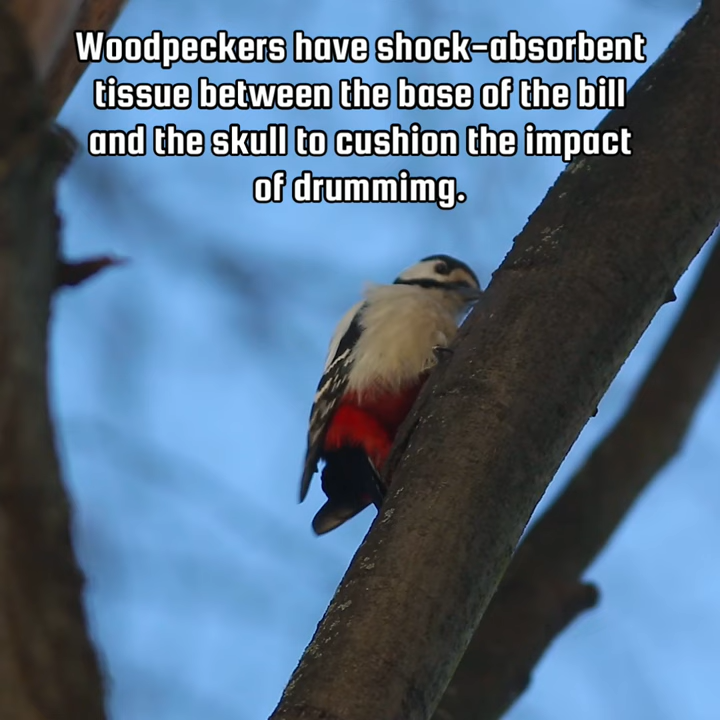 Woodpeckers have shock-absorbent
tissue between the base of the bill
and the skull to cushion the impact
of drummimg.